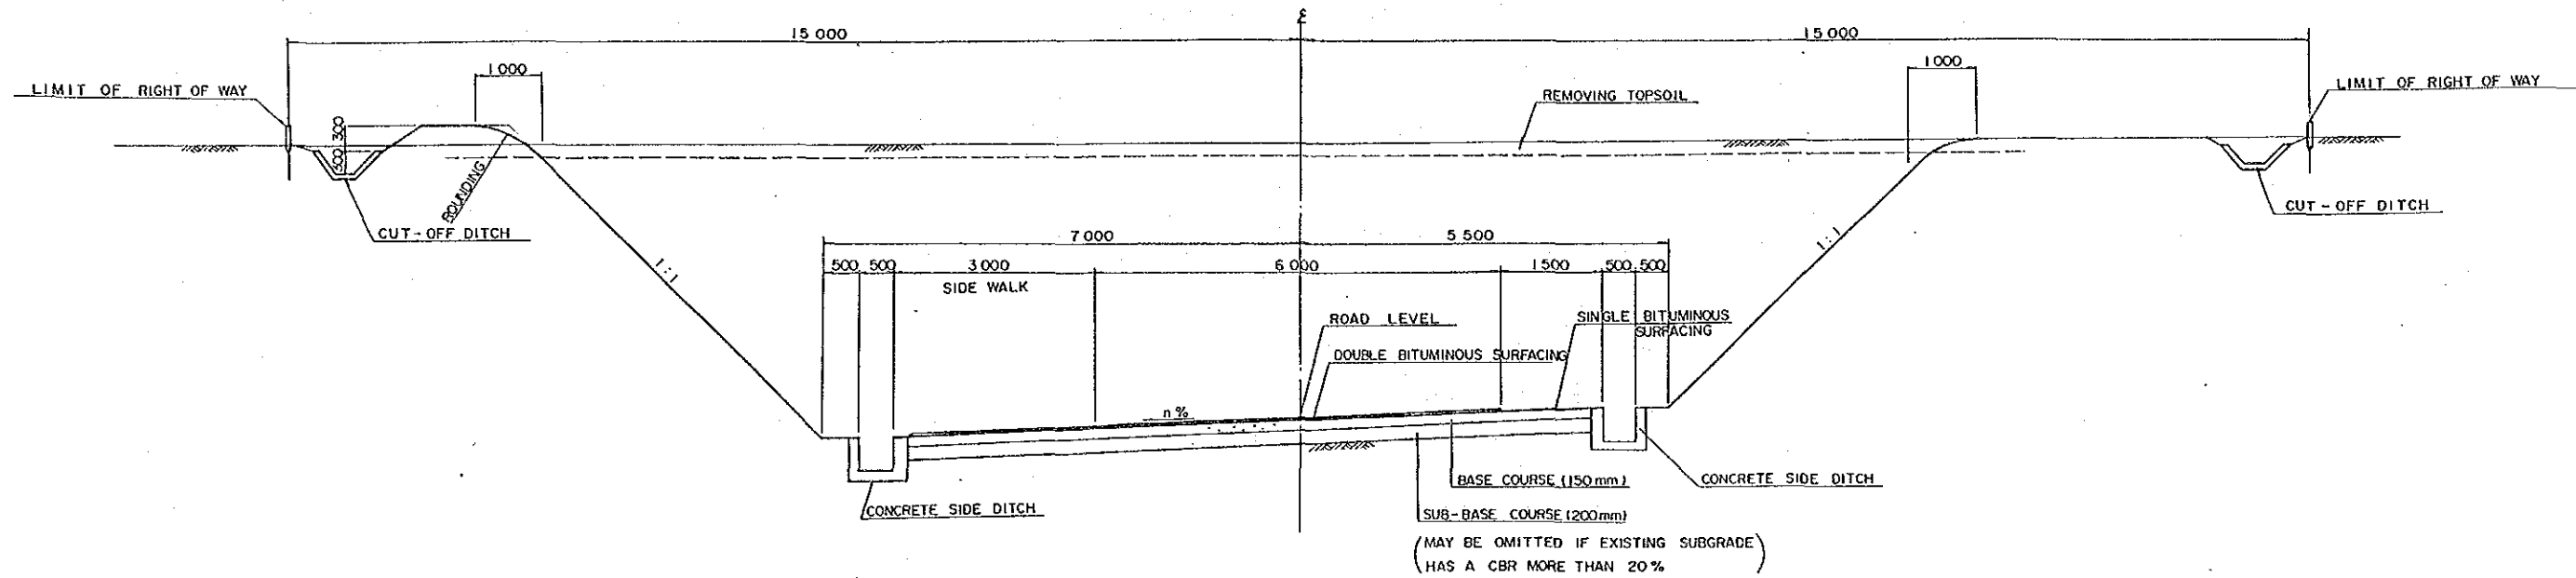 15 000
15 000
1 000
1 000
LIMIT OF RIGHT OF WAY
LIMIT OF RIGHT OF WAY
REMOVING TOPSOIL
300
300
ROUNDING
CUT-OFF DITCH
CUT-OFF DITCH
7 000
5 500
1:1
1:1
500
500
3 000
6 000
1 500
500
500
SIDE WALK
ROAD LEVEL
SINGLE BITUMINOUS
SURFACING
DOUBLE BITUMINOUS SURFACING
n %
BASE COURSE (150mm)
CONCRETE SIDE DITCH
CONCRETE SIDE DITCH
SUB-BASE COURSE (200mm)
(MAY BE OMITTED IF EXISTING SUBGRADE
HAS A CBR MORE THAN 20%)